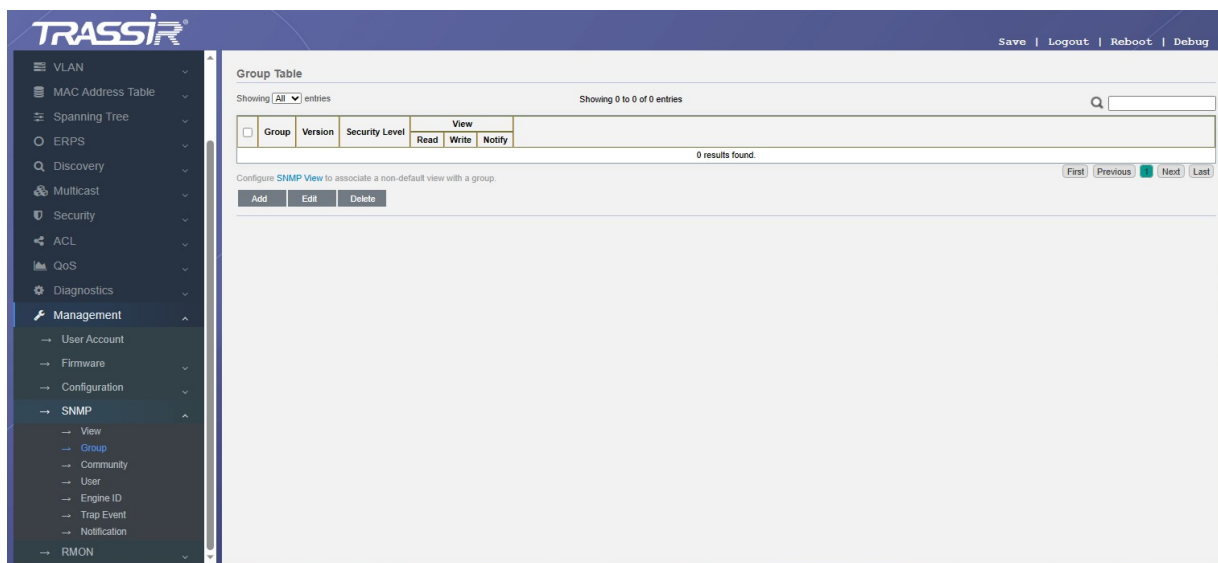 TRASSIR®
Save | Logout | Reboot | Debug
VLAN
MAC Address Table
Spanning Tree
ERPS
Discovery
Multicast
Security
ACL
QoS
Diagnostics
Management
→ User Account
→ Firmware
→ Configuration
→ SNMP
→ View
→ Group
→ Community
→ User
→ Engine ID
→ Trap Event
→ Notification
→ RMON
Group Table
Showing All entries
Showing 0 to 0 of 0 entries
Group Version Security Level View
Read Write Notify
0 results found.
First Previous 1 Next Last
Configure SNMP View to associate a non-default view with a group.
Add Edit Delete